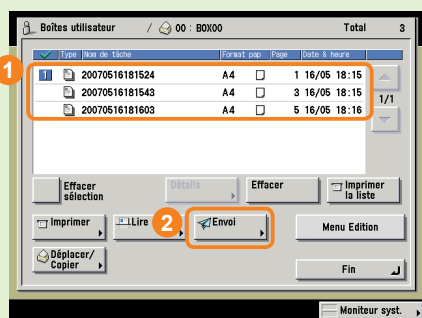 Boîtes utilisateur / 00 : BOX00 Total 3
Type Nom de tâche Format pap Page Date & heure
1 1 20070516181524 A4 1 16/05 18:15
20070516181543 A4 3 16/05 18:15
1/1
20070516181603 A4 5 16/05 18:16
Effacer sélection Détails Effacer Imprimer la liste
2
Imprimer Lire Envoi Menu Edition
Déplacer/ Copier
Fin
Moniteur syst.